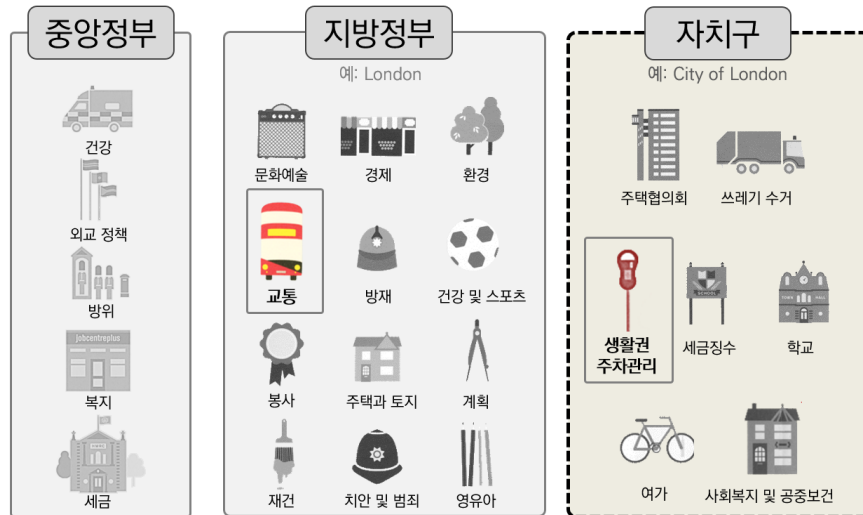 중앙정부
건강
외교 정책
방위
jobcentreplus
복지
세금
지방정부
예: London
문화예술
경제
환경
교통
방재
건강 및 스포츠
봉사
주택과 토지
계획
재건
치안 및 범죄
영유아
자치구
예: City of London
주택협의회
쓰레기 수거
생활권
주차관리
SCHOOL
세금징수
TOWN HALL
학교
여가
사회복지 및 공중보건